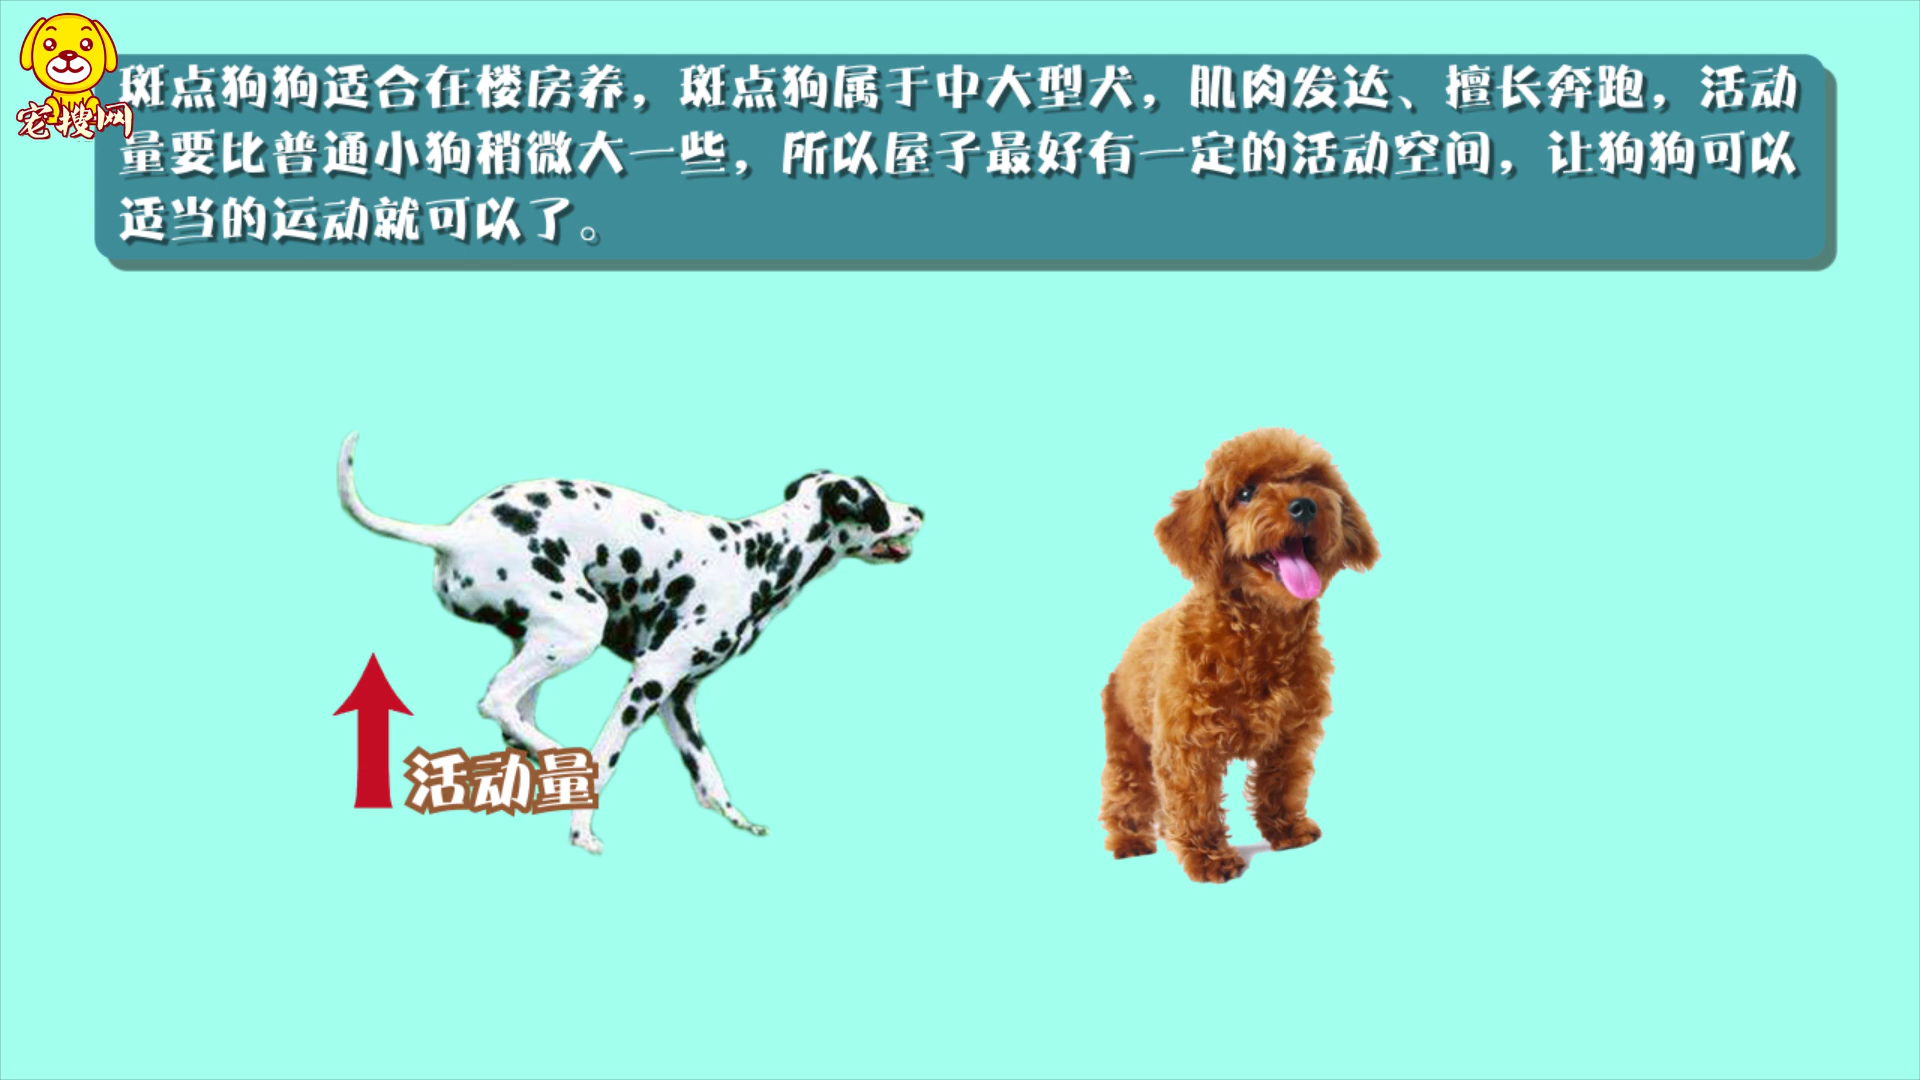 宠搜网
斑点狗狗适合在楼房养，斑点狗属于中大型犬，肌肉发达、擅长奔跑，活动
量要比普通小狗稍微大一些，所以屋子最好有一定的活动空间，让狗狗可以
适当的运动就可以了。
活动量